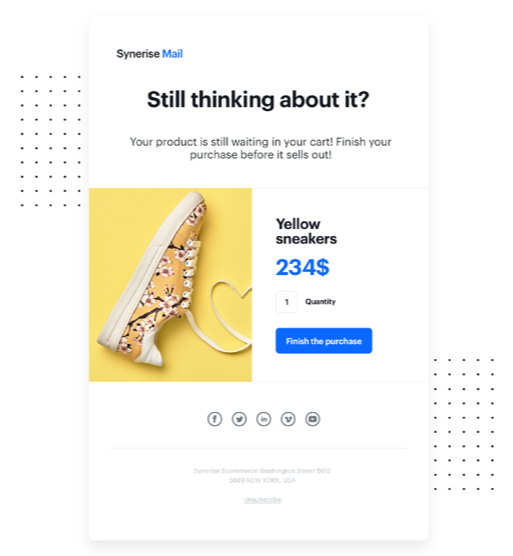 Synerise Mail
Still thinking about it?
Your product is still waiting in your cart! Finish your
purchase before it sells out!
Yellow
sneakers
234$
1 Quantity
Finish the purchase
Synerise Ecommerce Washington Street 5612
5689 NEW YORK, USA
Unsubscribe